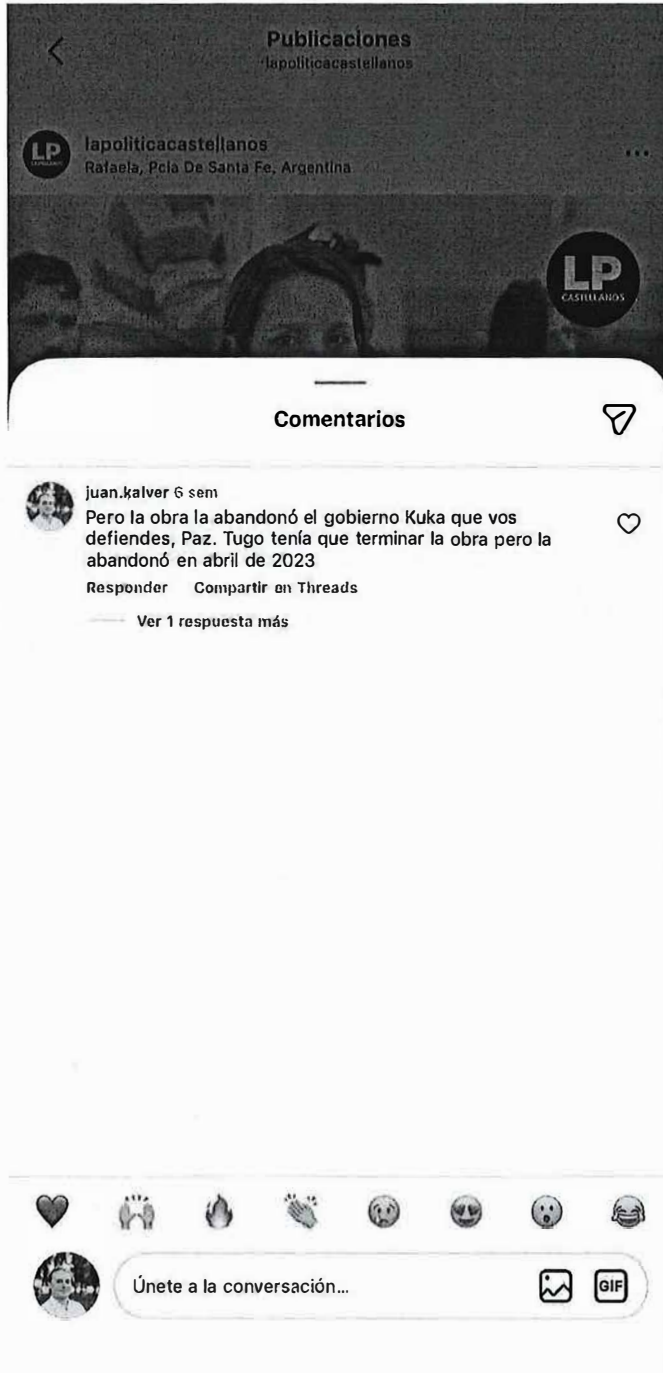 Publicaciones
lapoliticacastellanos
LP
lapoliticacastellanos
Rafaela, Pcia De Santa Fe, Argentina
LP
CASTELLANOS
Comentarios
juan.kalver 6 sem
Pero la obra la abandonó el gobierno Kuka que vos
defiendes, Paz. Tugo tenía que terminar la obra pero la
abandonó en abril de 2023
Responder Compartir en Threads
Ver 1 respuesta más
Únete a la conversación...
GIF